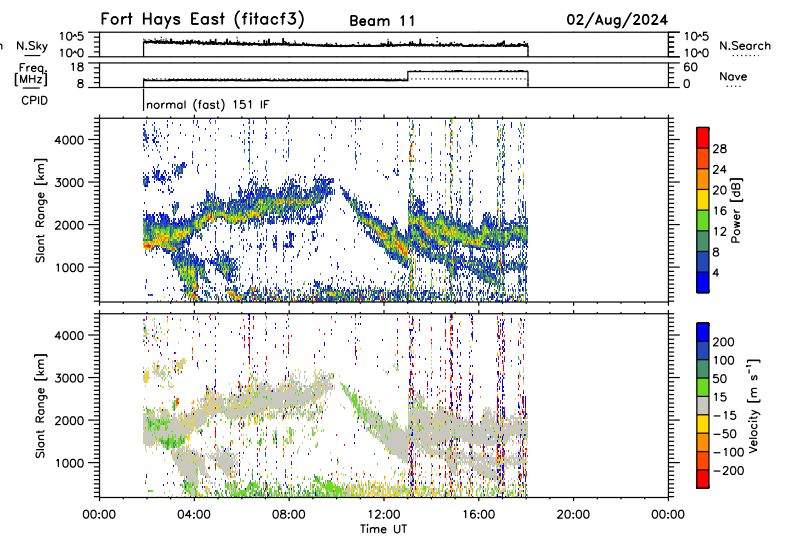 Fort Hays East (fitacf3) Beam 11 02/Aug/2024
N.Sky 10^5 10^0 10^5 10^0 N.Search
Freq. [MHz] 18 8 60 0 Nave
CPID normal (fast) 151 IF
Slant Range [km] 4000 3000 2000 1000
Power [dB] 28 24 20 16 12 8 4
Slant Range [km] 4000 3000 2000 1000
Velocity [m s⁻¹] 200 100 50 15 −15 −50 −100 −200
00:00 04:00 08:00 12:00 16:00 20:00 00:00
Time UT